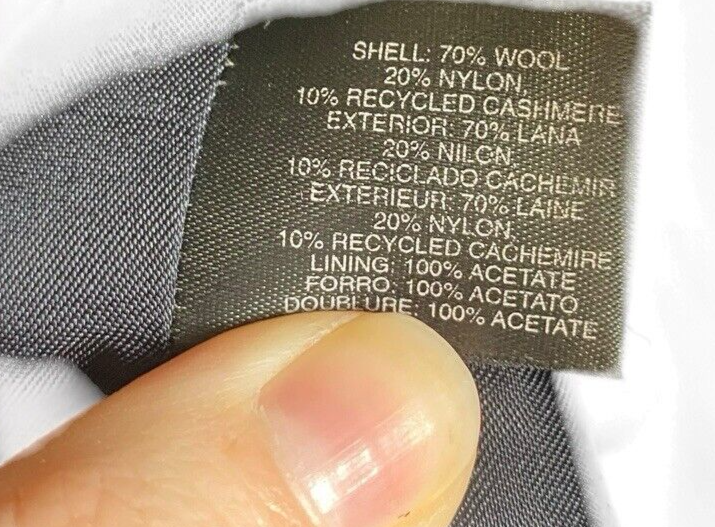 SHELL: 70% WOOL
20% NYLON,
10% RECYCLED CASHMERE
EXTERIOR: 70% LANA
20% NILON,
10% RECICLADO CACHEMIR
EXTERIEUR: 70% LAINE
20% NYLON,
10% RECYCLED CACHEMIRE
LINING: 100% ACETATE
FORRO: 100% ACETATO
DOUBLURE: 100% ACETATE